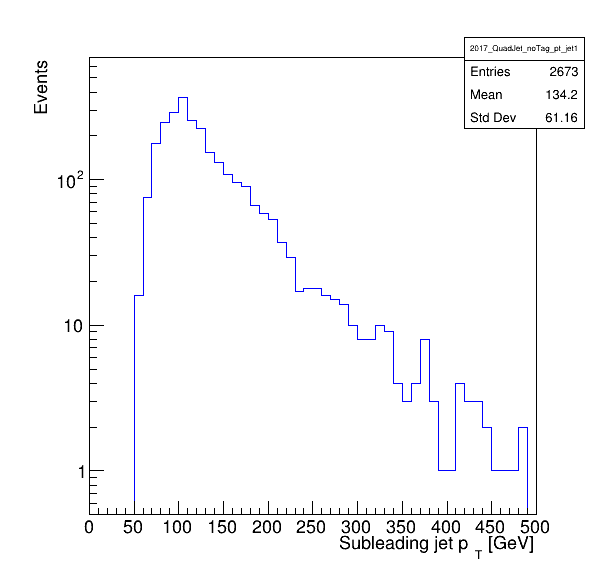 2017_QuadJet_noTag_pt_jet1
Entries 2673
Mean 134.2
Std Dev 61.16
Events
10²
10
1
0 50 100 150 200 250 300 350 400 450 500
Subleading jet p_T [GeV]